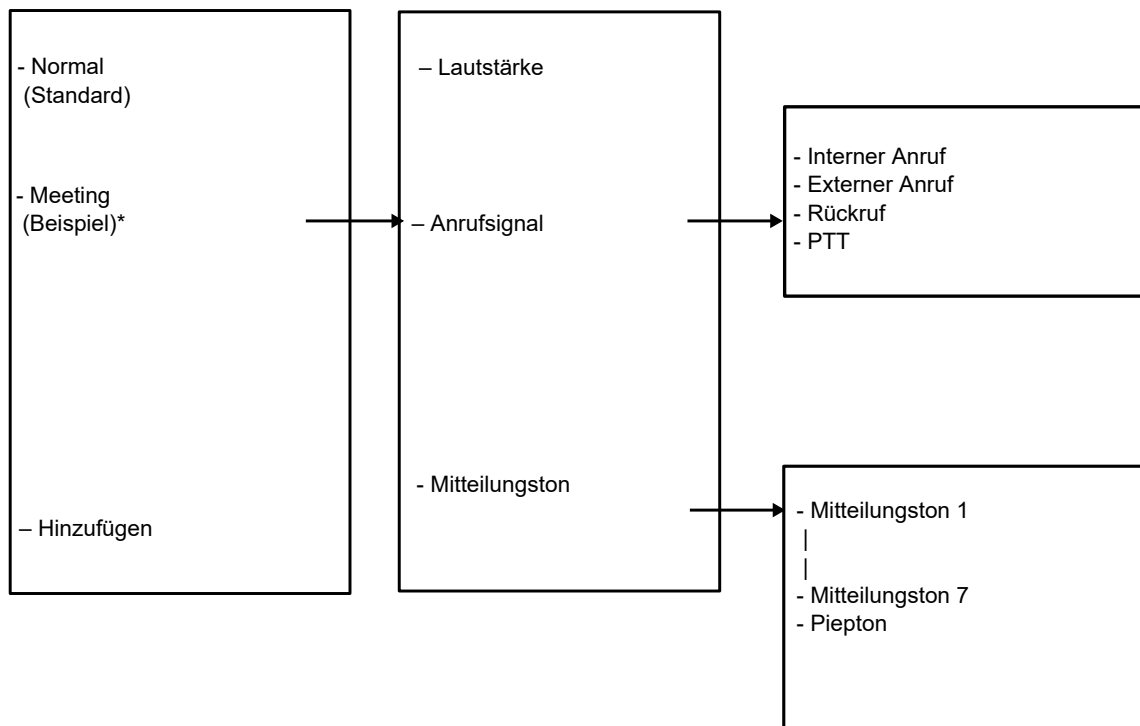 - Normal
(Standard)
- Meeting
(Beispiel)*
– Hinzufügen
– Lautstärke
– Anrufsignal
- Mitteilungston
- Interner Anruf
- Externer Anruf
- Rückruf
- PTT
- Mitteilungston 1
|
|
- Mitteilungston 7
- Piepton